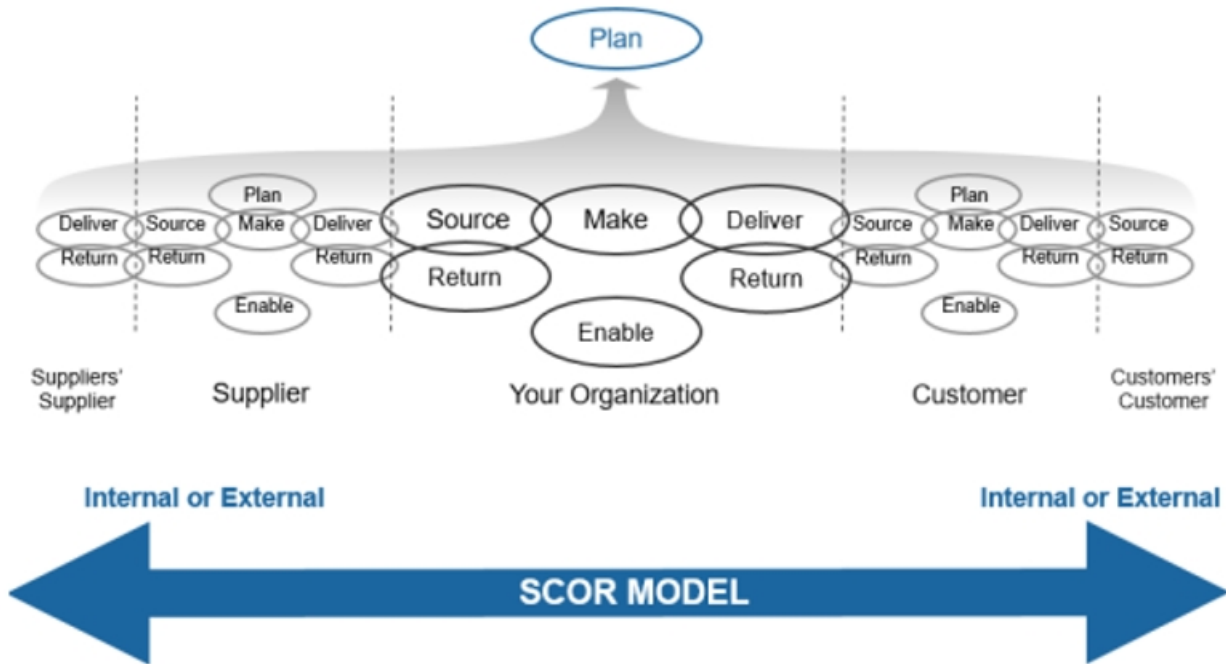 Plan
Plan
Plan
Deliver Source Make Deliver Source Make Deliver Source Make Deliver Source
Return Return Return Return Return Return Return Return
Enable Enable Enable
Suppliers' Supplier
Supplier
Your Organization
Customer
Customers' Customer
Internal or External
Internal or External
SCOR MODEL